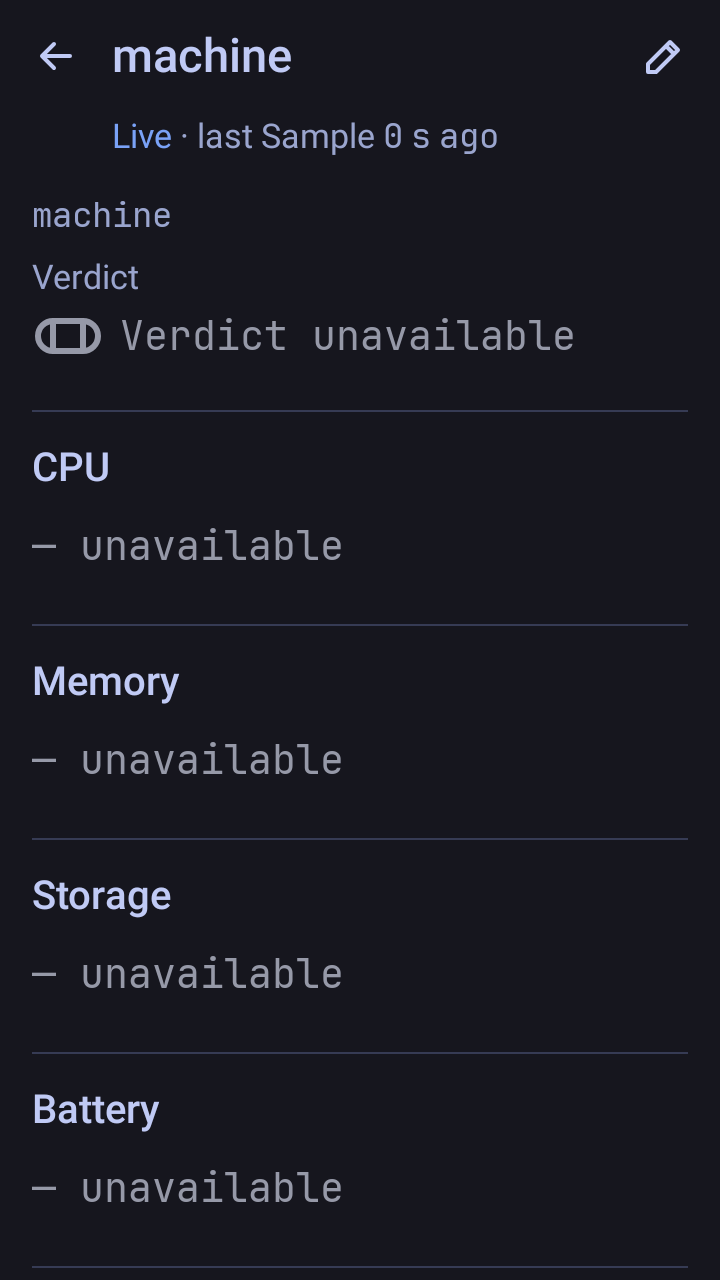 machine
Live · last Sample 0 s ago
machine
Verdict
Verdict unavailable
CPU
— unavailable
Memory
— unavailable
Storage
— unavailable
Battery
— unavailable